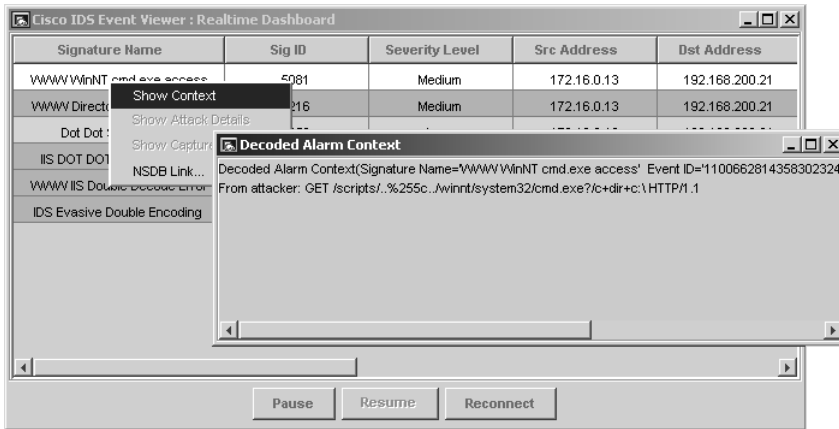 Cisco IDS Event Viewer : Realtime Dashboard
Signature Name Sig ID Severity Level Src Address Dst Address
WWW WinNT cmd.exe access 5081 Medium 172.16.0.13 192.168.200.21
Show Context
WWW Directo 216 Medium 172.16.0.13 192.168.200.21
Show Attack Details
Dot Dot
Show Capture
Decoded Alarm Context
IIS DOT DOT
NSDB Link...
Decoded Alarm Context(Signature Name='WWW WinNT cmd.exe access' Event ID='1100662814358302324
WWW IIS Double Decode Error
From attacker: GET /scripts/..%255c../winnt/system32/cmd.exe?/c+dir+c:\ HTTP/1.1
IDS Evasive Double Encoding
Pause Resume Reconnect